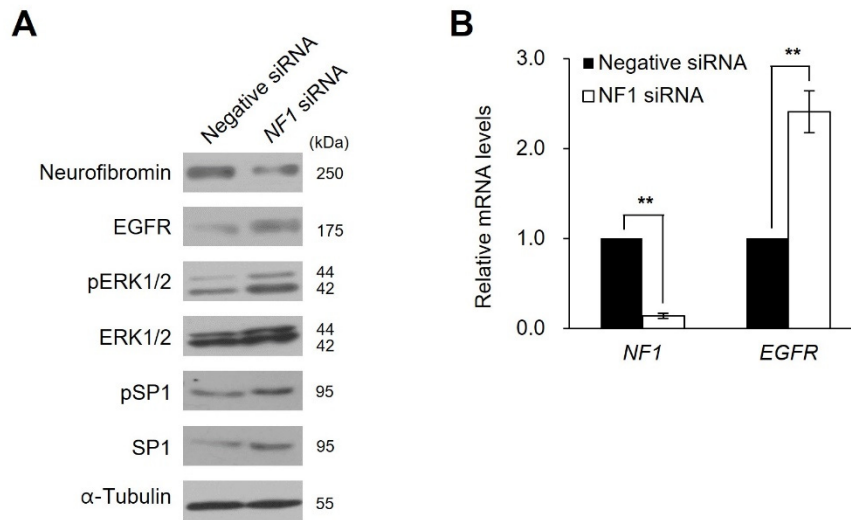 A
Negative siRNA
NF1 siRNA
(kDa)
Neurofibromin 250
EGFR 175
pERK1/2 44
42
ERK1/2 44
42
pSP1 95
SP1 95
α-Tubulin 55
B
3.0
2.0
1.0
0.0
Relative mRNA levels
Negative siRNA
NF1 siRNA
**
**
NF1 EGFR